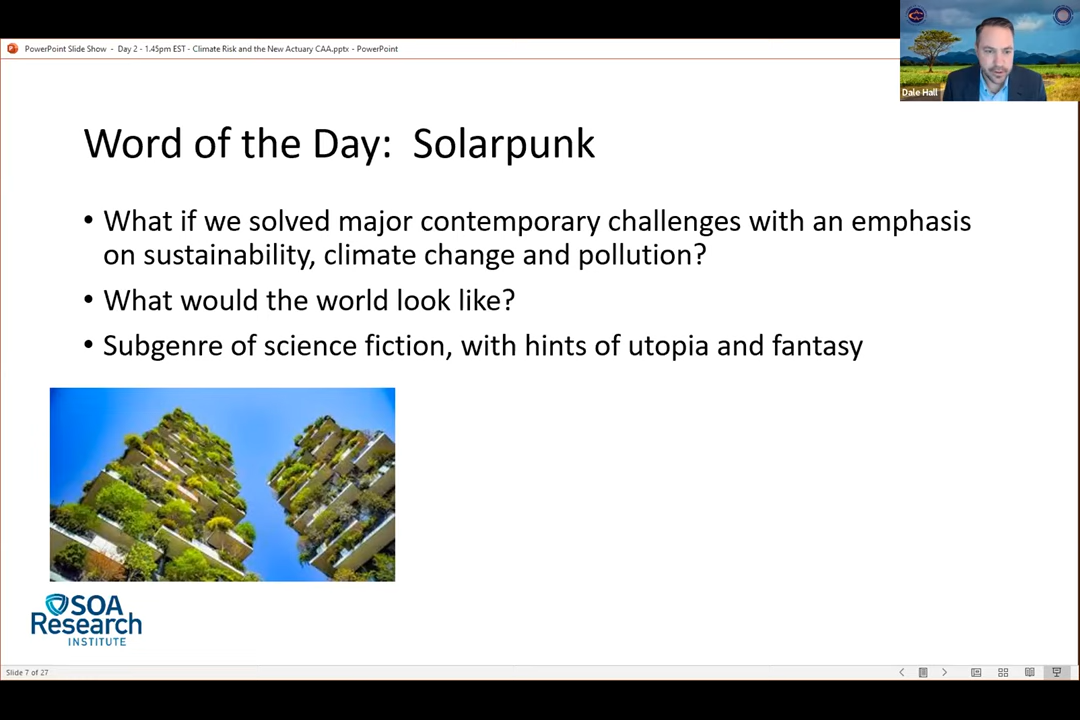 PowerPoint Slide Show - Day 2 - 1.45pm EST - Climate Risk and the New Actuary CAA.pptx - PowerPoint
Dale Hall
Word of the Day: Solarpunk
• What if we solved major contemporary challenges with an emphasis
on sustainability, climate change and pollution?
• What would the world look like?
• Subgenre of science fiction, with hints of utopia and fantasy
SOA
Research
INSTITUTE
Slide 7 of 27